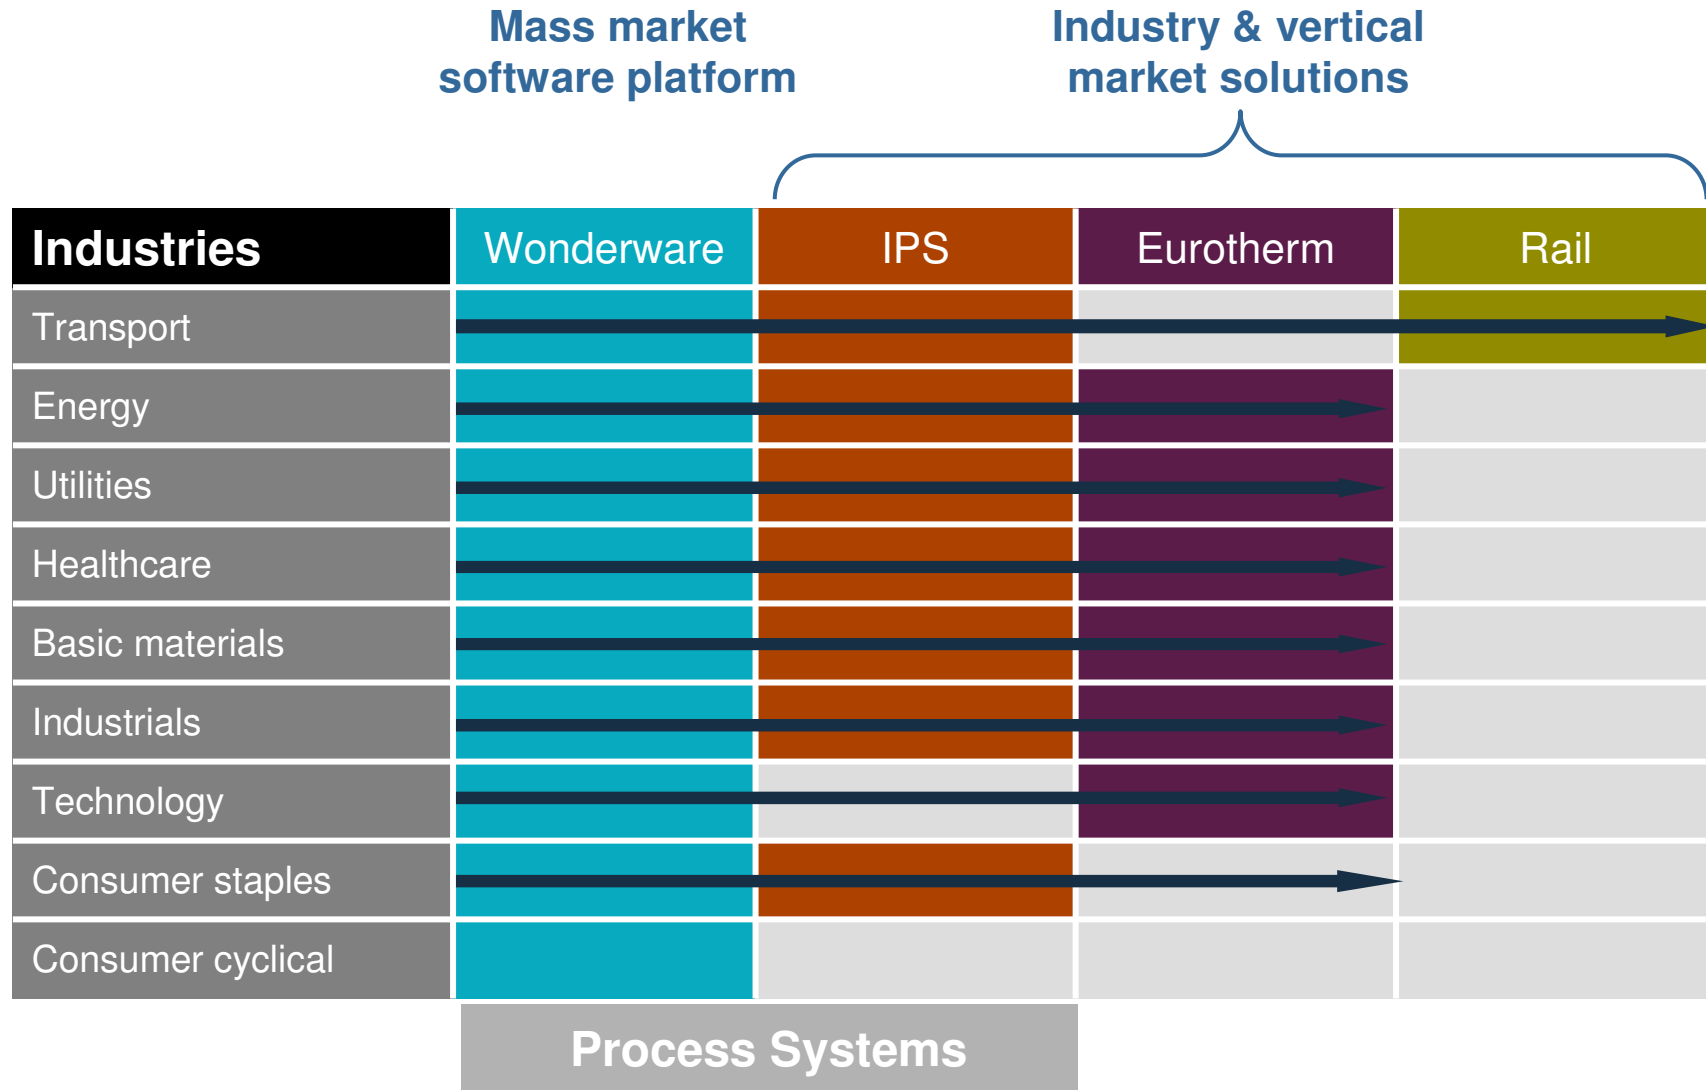 Mass market
software platform
Industry & vertical
market solutions
Industries
Wonderware
IPS
Eurotherm
Rail
Transport
Energy
Utilities
Healthcare
Basic materials
Industrials
Technology
Consumer staples
Consumer cyclical
Process Systems